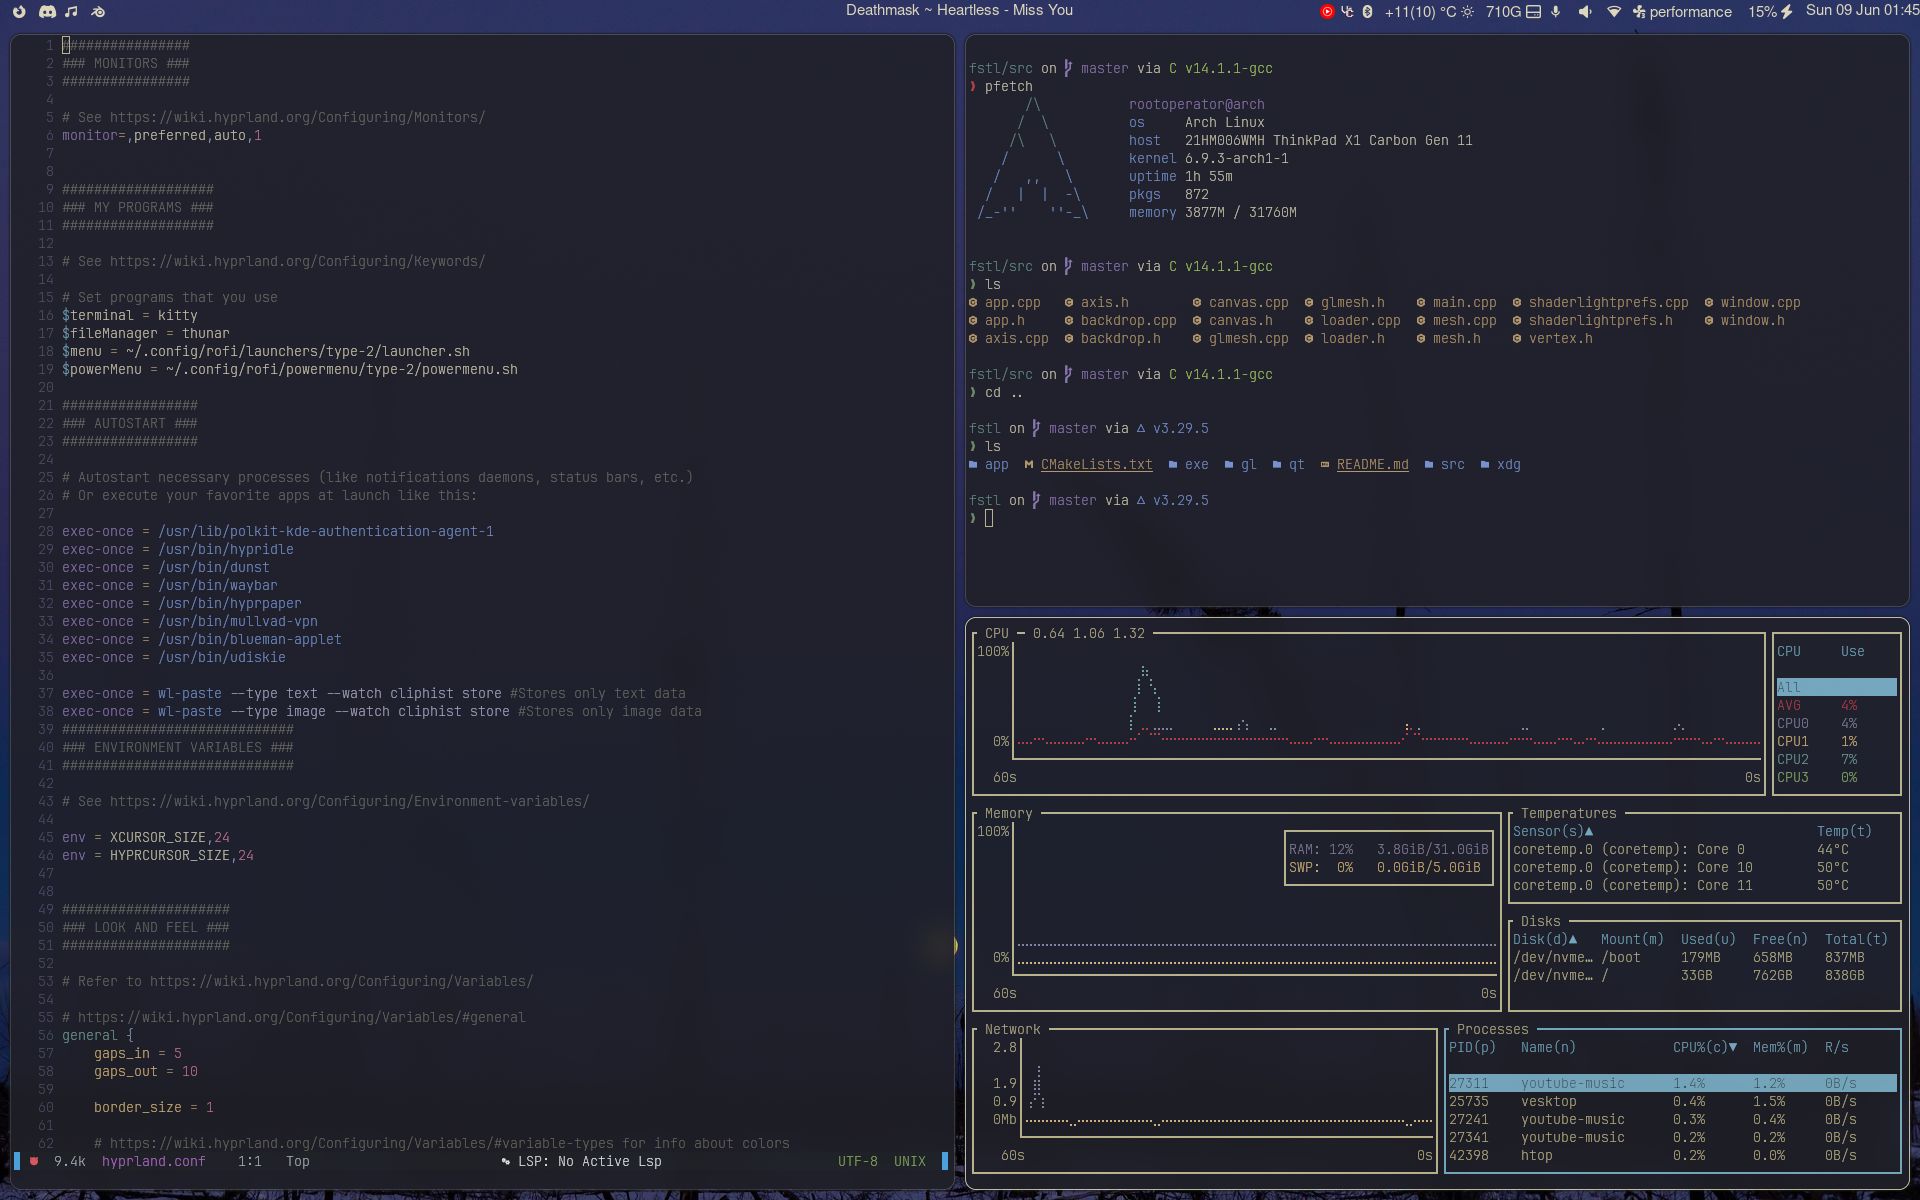 Deathmask ~ Heartless - Miss You
+11(10) °C 710G performance 15% Sun 09 Jun 01:45
1 ################
2 ### MONITORS ###
3 ################
4
5 # See https://wiki.hyprland.org/Configuring/Monitors/
6 monitor=,preferred,auto,1
7
8
9 ###################
10 ### MY PROGRAMS ###
11 ###################
12
13 # See https://wiki.hyprland.org/Configuring/Keywords/
14
15 # Set programs that you use
16 $terminal = kitty
17 $fileManager = thunar
18 $menu = ~/.config/rofi/launchers/type-2/launcher.sh
19 $powerMenu = ~/.config/rofi/powermenu/type-2/powermenu.sh
20
21 #################
22 ### AUTOSTART ###
23 #################
24
25 # Autostart necessary processes (like notifications daemons, status bars, etc.)
26 # Or execute your favorite apps at launch like this:
27
28 exec-once = /usr/lib/polkit-kde-authentication-agent-1
29 exec-once = /usr/bin/hypridle
30 exec-once = /usr/bin/dunst
31 exec-once = /usr/bin/waybar
32 exec-once = /usr/bin/hyprpaper
33 exec-once = /usr/bin/mullvad-vpn
34 exec-once = /usr/bin/blueman-applet
35 exec-once = /usr/bin/udiskie
36
37 exec-once = wl-paste --type text --watch cliphist store #Stores only text data
38 exec-once = wl-paste --type image --watch cliphist store #Stores only image data
39 #############################
40 ### ENVIRONMENT VARIABLES ###
41 #############################
42
43 # See https://wiki.hyprland.org/Configuring/Environment-variables/
44
45 env = XCURSOR_SIZE,24
46 env = HYPRCURSOR_SIZE,24
47
48
49 #####################
50 ### LOOK AND FEEL ###
51 #####################
52
53 # Refer to https://wiki.hyprland.org/Configuring/Variables/
54
55 # https://wiki.hyprland.org/Configuring/Variables/#general
56 general {
57 gaps_in = 5
58 gaps_out = 10
59
60 border_size = 1
61
62 # https://wiki.hyprland.org/Configuring/Variables/#variable-types for info about colors
9.4k hyprland.conf 1:1 Top LSP: No Active Lsp UTF-8 UNIX
fstl/src on master via C v14.1.1-gcc
❯ pfetch
/\ rootoperator@arch
/ \ os Arch Linux
/\ \ host 21HM006WMH ThinkPad X1 Carbon Gen 11
/ \ kernel 6.9.3-arch1-1
/ ,, \ uptime 1h 55m
/ | | -\ pkgs 872
/_-'' ''-_\ memory 3877M / 31760M
fstl/src on master via C v14.1.1-gcc
❯ ls
app.cpp axis.h canvas.cpp glmesh.h main.cpp shaderlightprefs.cpp window.cpp
app.h backdrop.cpp canvas.h loader.cpp mesh.cpp shaderlightprefs.h window.h
axis.cpp backdrop.h glmesh.cpp loader.h mesh.h vertex.h
fstl/src on master via C v14.1.1-gcc
❯ cd ..
fstl on master via △ v3.29.5
❯ ls
app CMakeLists.txt exe gl qt README.md src xdg
fstl on master via △ v3.29.5
❯
CPU — 0.64 1.06 1.32
100%
0%
60s 0s
CPU Use
All
AVG 4%
CPU0 4%
CPU1 1%
CPU2 7%
CPU3 0%
Memory
100%
RAM: 12% 3.8GiB/31.0GiB
SWP: 0% 0.0GiB/5.0GiB
0%
60s 0s
Temperatures
Sensor(s)▲ Temp(t)
coretemp.0 (coretemp): Core 0 44°C
coretemp.0 (coretemp): Core 10 50°C
coretemp.0 (coretemp): Core 11 50°C
Disks
Disk(d)▲ Mount(m) Used(u) Free(n) Total(t)
/dev/nvme… /boot 179MB 658MB 837MB
/dev/nvme… / 33GB 762GB 838GB
Network
2.8
1.9
0.9
0Mb
60s 0s
Processes
PID(p) Name(n) CPU%(c)▼ Mem%(m) R/s
27311 youtube-music 1.4% 1.2% 0B/s
25735 vesktop 0.4% 1.5% 0B/s
27241 youtube-music 0.3% 0.4% 0B/s
27341 youtube-music 0.2% 0.2% 0B/s
42398 htop 0.2% 0.0% 0B/s